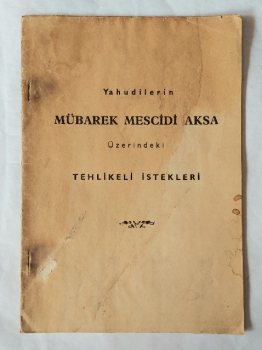 Yahudilerin
MÜBAREK MESCİDİ AKSA
Üzerindeki
TEHLİKELİ İSTEKLERİ